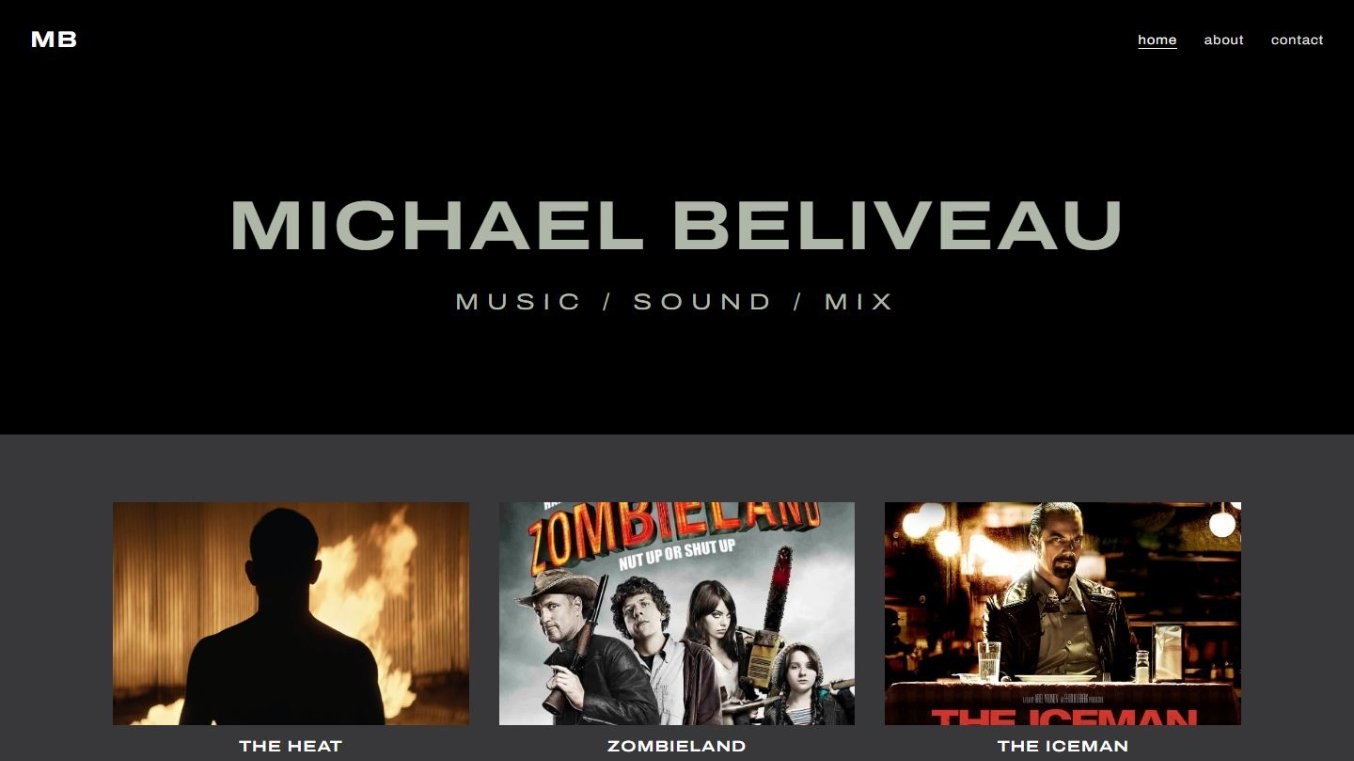 MB
home about contact
MICHAEL BELIVEAU
MUSIC / SOUND / MIX
ZOMBIELAND
NUT UP OR SHUT UP
THE ICEMAN
THE HEAT
ZOMBIELAND
THE ICEMAN